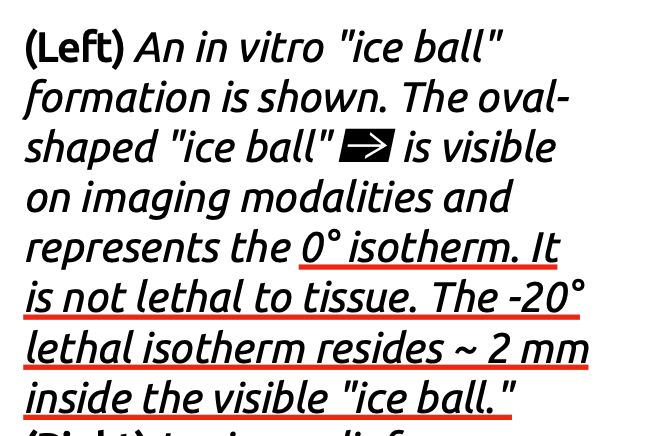 (Left) An in vitro "ice ball"
formation is shown. The oval-
shaped "ice ball" → is visible
on imaging modalities and
represents the 0° isotherm. It
is not lethal to tissue. The -20°
lethal isotherm resides ~ 2 mm
inside the visible "ice ball."